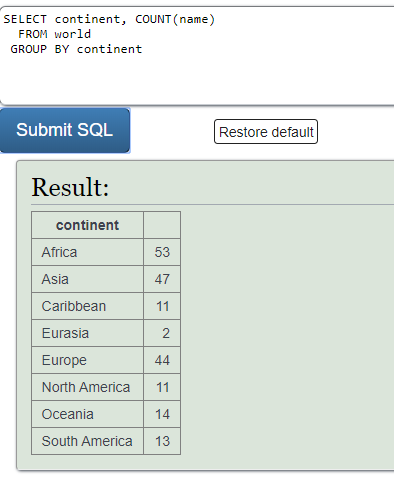 SELECT continent, COUNT(name)
FROM world
GROUP BY continent
Submit SQL
Restore default
Result:
continent
Africa 53
Asia 47
Caribbean 11
Eurasia 2
Europe 44
North America 11
Oceania 14
South America 13